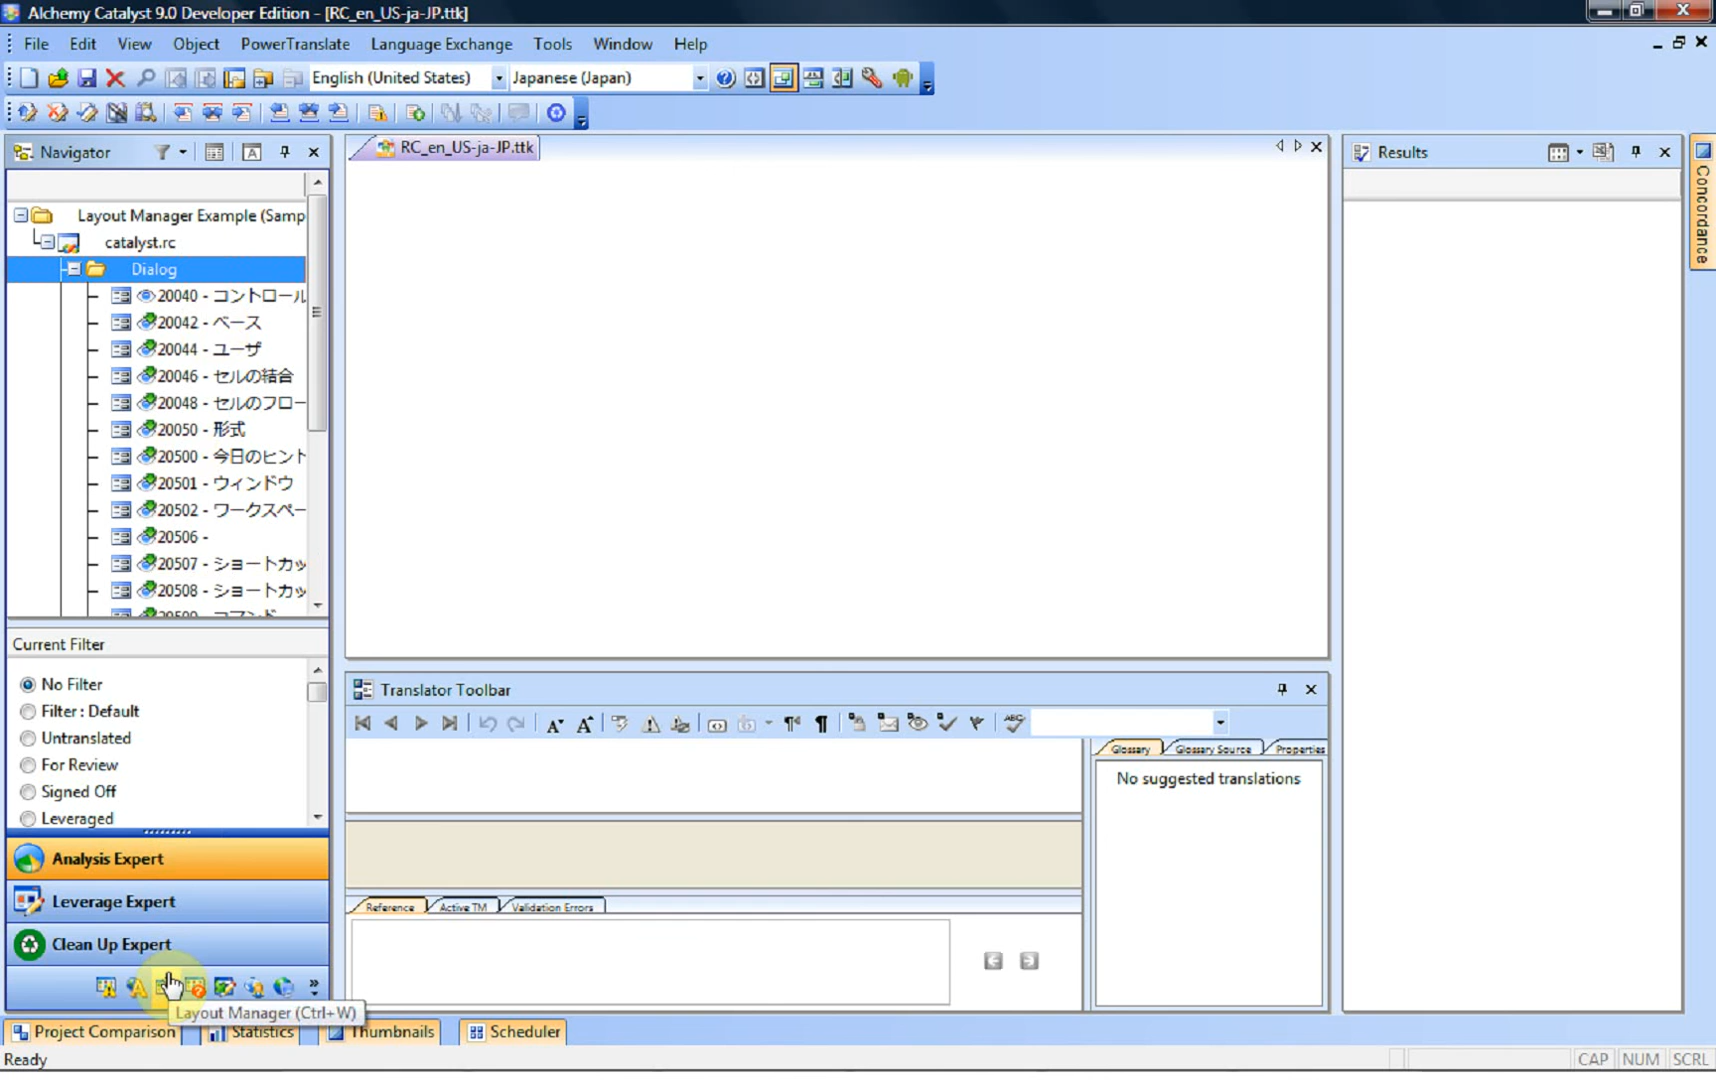 Alchemy Catalyst 9.0 Developer Edition - [RC_en_US-ja-JP.ttk]
File Edit View Object PowerTranslate Language Exchange Tools Window Help
English (United States) Japanese (Japan)
Navigator
RC_en_US-ja-JP.ttk
Results
Concordance
Layout Manager Example (Samp
catalyst.rc
Dialog
20040 - コントロール
20042 - ベース
20044 - ユーザ
20046 - セルの結合
20048 - セルのフロー
20050 - 形式
20500 - 今日のヒント
20501 - ウィンドウ
20502 - ワークスペー
20506 -
20507 - ショートカッ
20508 - ショートカッ
Current Filter
No Filter
Filter : Default
Untranslated
For Review
Signed Off
Leveraged
Analysis Expert
Leverage Expert
Clean Up Expert
Layout Manager (Ctrl+W)
Translator Toolbar
Glossary Glossary Source Properties
No suggested translations
Reference Active TM Validation Errors
Project Comparison Statistics Thumbnails Scheduler
Ready
CAP NUM SCRL